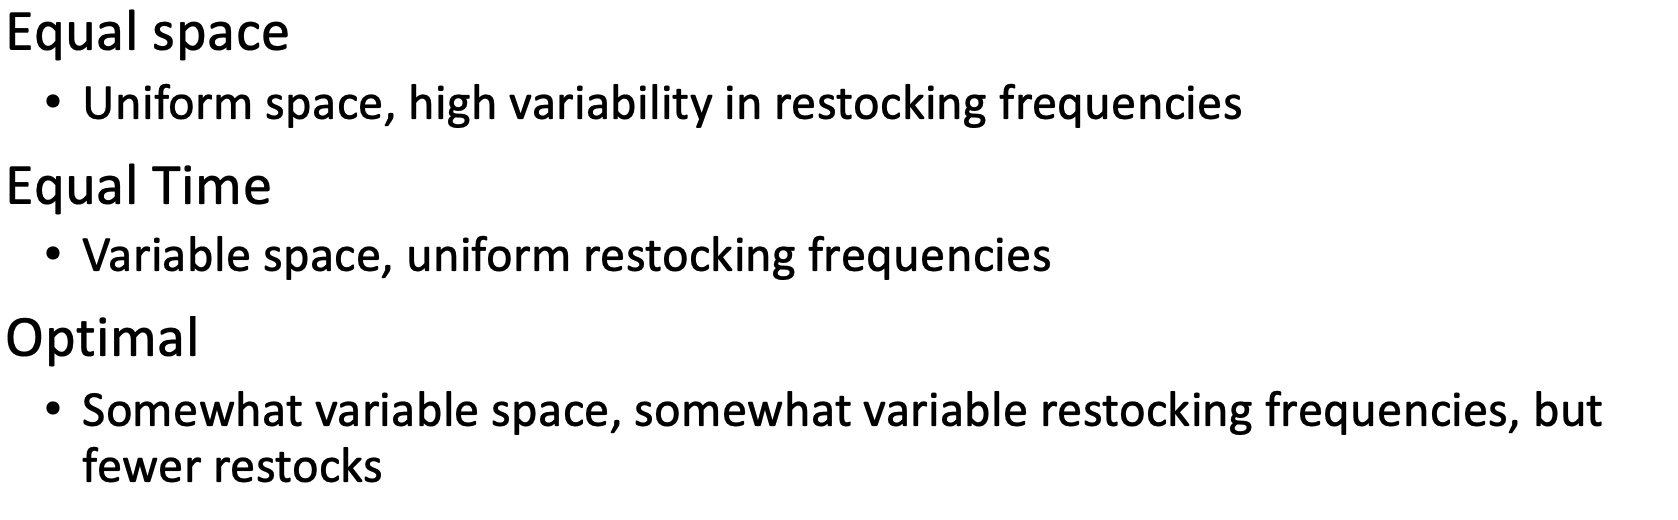 Equal space
• Uniform space, high variability in restocking frequencies
Equal Time
• Variable space, uniform restocking frequencies
Optimal
• Somewhat variable space, somewhat variable restocking frequencies, but
fewer restocks